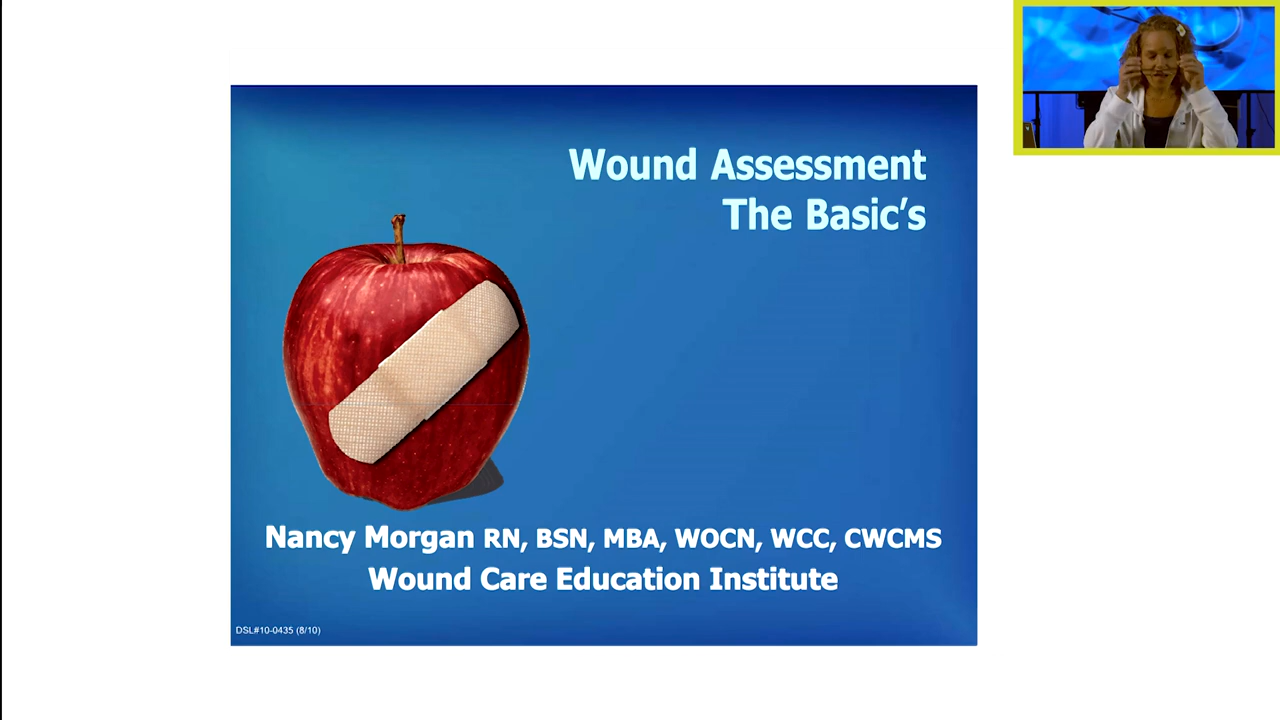 Wound Assessment
The Basic's
Nancy Morgan RN, BSN, MBA, WOCN, WCC, CWCMS
Wound Care Education Institute
DSL#10-0435 (8/10)